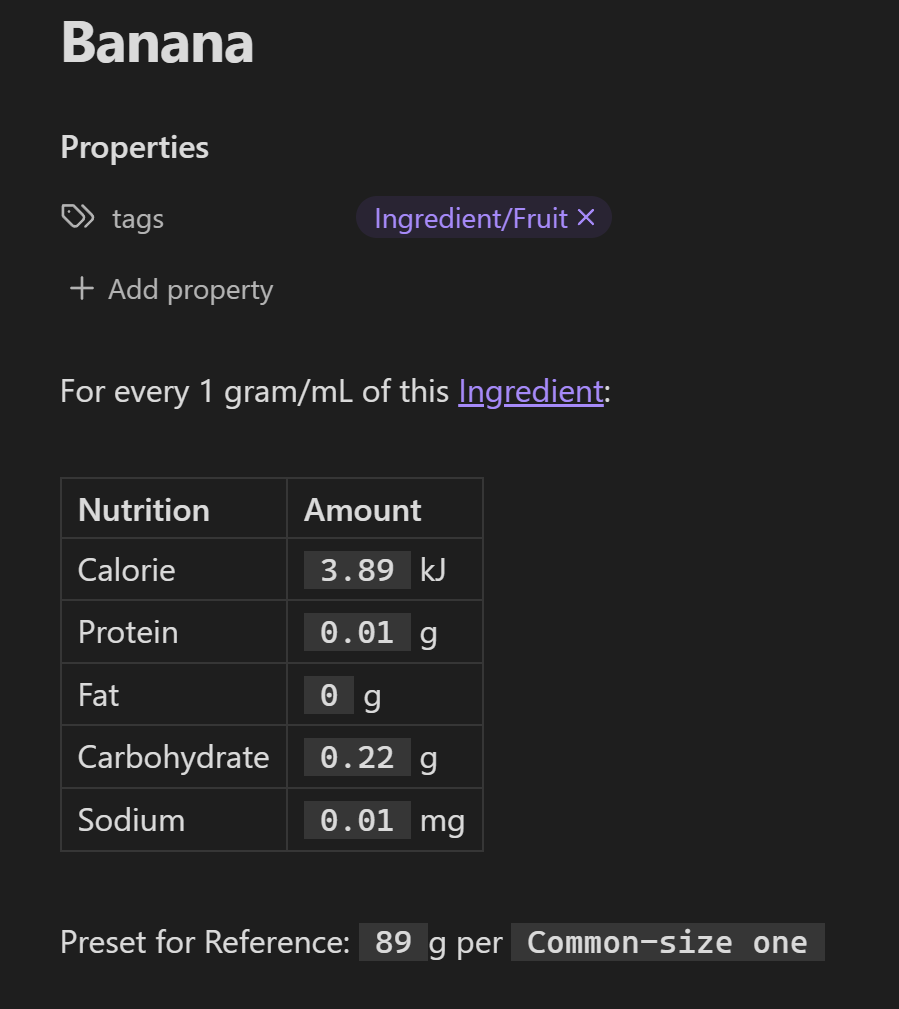 Banana
Properties
tags Ingredient/Fruit ×
+ Add property
For every 1 gram/mL of this Ingredient:
Nutrition Amount
Calorie 3.89 kJ
Protein 0.01 g
Fat 0 g
Carbohydrate 0.22 g
Sodium 0.01 mg
Preset for Reference: 89 g per Common-size one